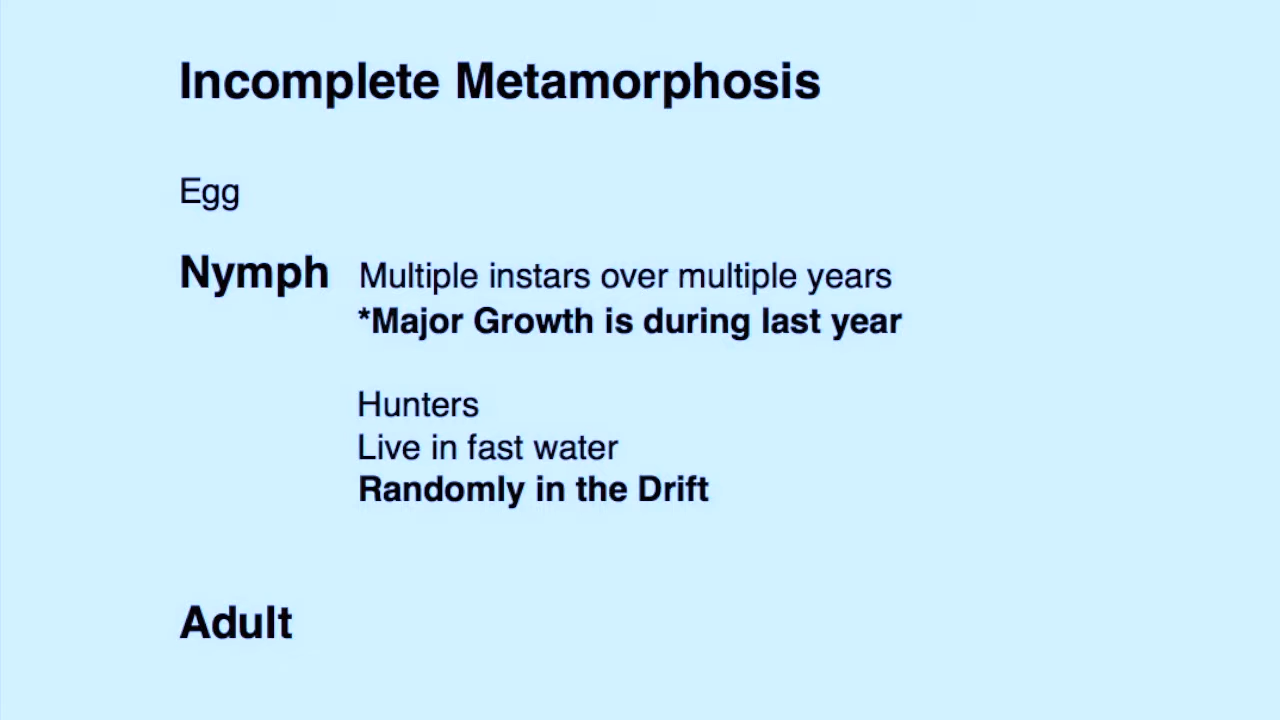 Incomplete Metamorphosis
Egg
Nymph Multiple instars over multiple years
*Major Growth is during last year
Hunters
Live in fast water
Randomly in the Drift
Adult